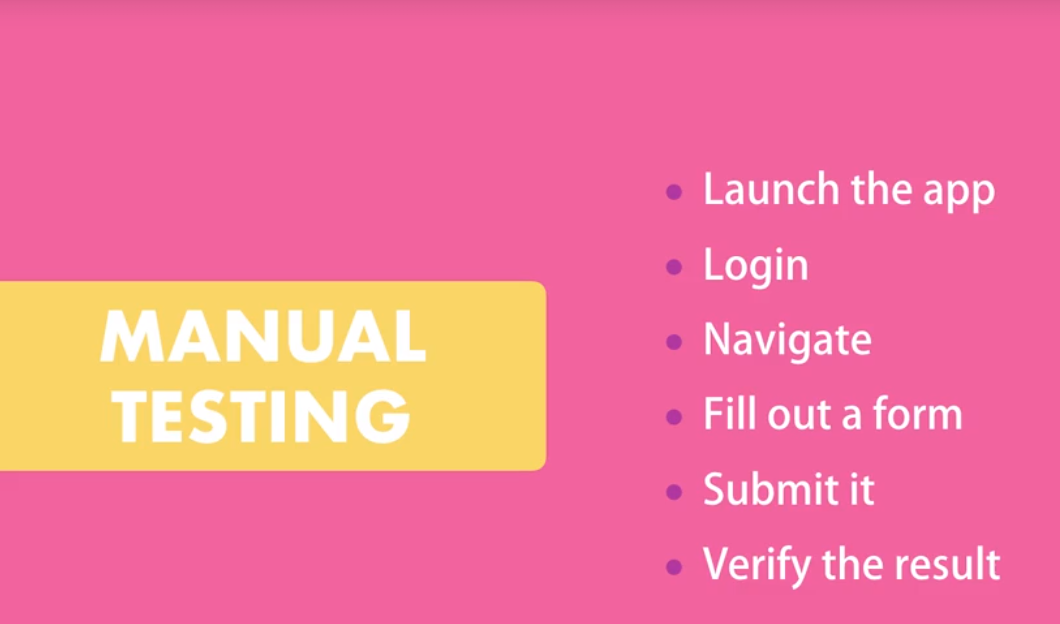 MANUAL
TESTING
Launch the app
Login
Navigate
Fill out a form
Submit it
Verify the result